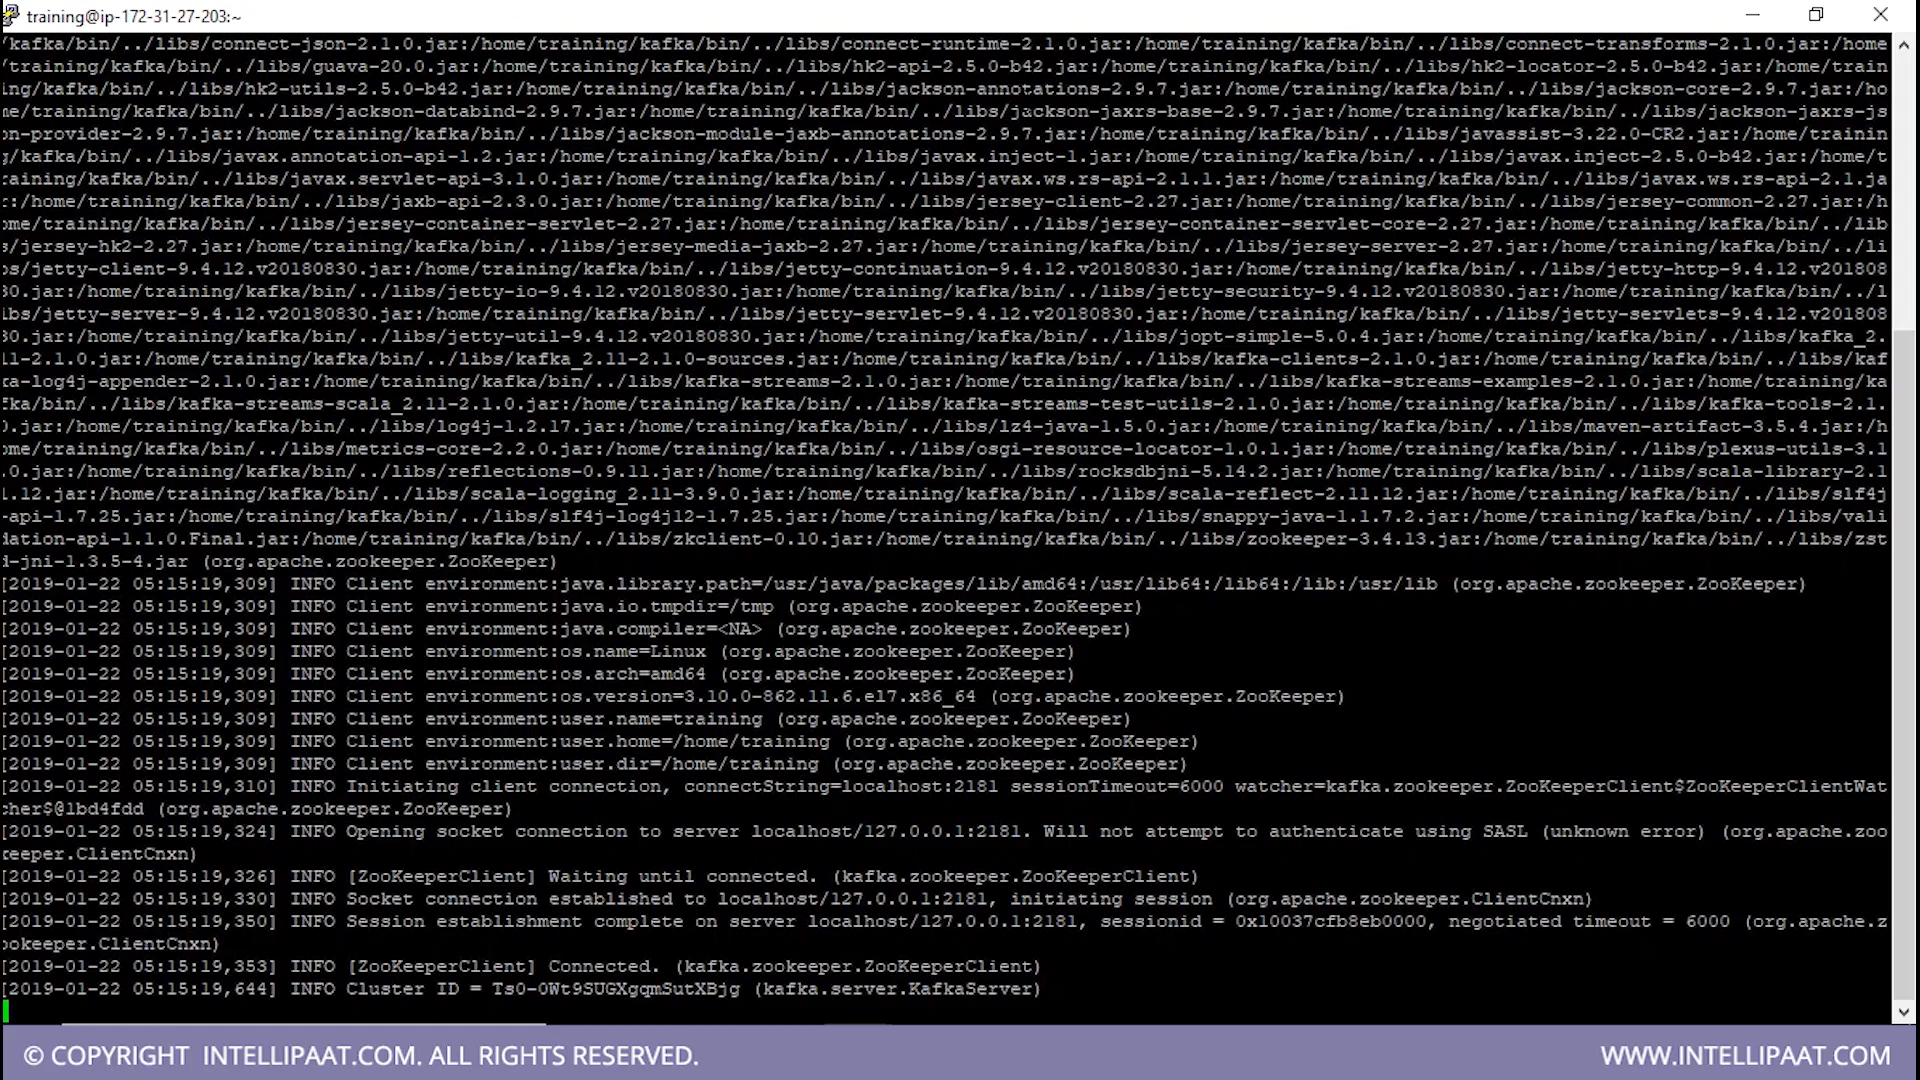 training@ip-172-31-27-203:~
/kafka/bin/../libs/connect-json-2.1.0.jar:/home/training/kafka/bin/../libs/connect-runtime-2.1.0.jar:/home/training/kafka/bin/../libs/connect-transforms-2.1.0.jar:/home
/training/kafka/bin/../libs/guava-20.0.jar:/home/training/kafka/bin/../libs/hk2-api-2.5.0-b42.jar:/home/training/kafka/bin/../libs/hk2-locator-2.5.0-b42.jar:/home/train
ing/kafka/bin/../libs/hk2-utils-2.5.0-b42.jar:/home/training/kafka/bin/../libs/jackson-annotations-2.9.7.jar:/home/training/kafka/bin/../libs/jackson-core-2.9.7.jar:/ho
me/training/kafka/bin/../libs/jackson-databind-2.9.7.jar:/home/training/kafka/bin/../libs/jackson-jaxrs-base-2.9.7.jar:/home/training/kafka/bin/../libs/jackson-jaxrs-js
on-provider-2.9.7.jar:/home/training/kafka/bin/../libs/jackson-module-jaxb-annotations-2.9.7.jar:/home/training/kafka/bin/../libs/javassist-3.22.0-CR2.jar:/home/trainin
g/kafka/bin/../libs/javax.annotation-api-1.2.jar:/home/training/kafka/bin/../libs/javax.inject-1.jar:/home/training/kafka/bin/../libs/javax.inject-2.5.0-b42.jar:/home/t
raining/kafka/bin/../libs/javax.servlet-api-3.1.0.jar:/home/training/kafka/bin/../libs/javax.ws.rs-api-2.1.1.jar:/home/training/kafka/bin/../libs/javax.ws.rs-api-2.1.ja
r:/home/training/kafka/bin/../libs/jaxb-api-2.3.0.jar:/home/training/kafka/bin/../libs/jersey-client-2.27.jar:/home/training/kafka/bin/../libs/jersey-common-2.27.jar:/h
ome/training/kafka/bin/../libs/jersey-container-servlet-2.27.jar:/home/training/kafka/bin/../libs/jersey-container-servlet-core-2.27.jar:/home/training/kafka/bin/../lib
s/jersey-hk2-2.27.jar:/home/training/kafka/bin/../libs/jersey-media-jaxb-2.27.jar:/home/training/kafka/bin/../libs/jersey-server-2.27.jar:/home/training/kafka/bin/../li
bs/jetty-client-9.4.12.v20180830.jar:/home/training/kafka/bin/../libs/jetty-continuation-9.4.12.v20180830.jar:/home/training/kafka/bin/../libs/jetty-http-9.4.12.v201808
30.jar:/home/training/kafka/bin/../libs/jetty-io-9.4.12.v20180830.jar:/home/training/kafka/bin/../libs/jetty-security-9.4.12.v20180830.jar:/home/training/kafka/bin/../l
ibs/jetty-server-9.4.12.v20180830.jar:/home/training/kafka/bin/../libs/jetty-servlet-9.4.12.v20180830.jar:/home/training/kafka/bin/../libs/jetty-servlets-9.4.12.v201808
30.jar:/home/training/kafka/bin/../libs/jetty-util-9.4.12.v20180830.jar:/home/training/kafka/bin/../libs/jopt-simple-5.0.4.jar:/home/training/kafka/bin/../libs/kafka_2.
11-2.1.0.jar:/home/training/kafka/bin/../libs/kafka_2.11-2.1.0-sources.jar:/home/training/kafka/bin/../libs/kafka-clients-2.1.0.jar:/home/training/kafka/bin/../libs/kaf
ka-log4j-appender-2.1.0.jar:/home/training/kafka/bin/../libs/kafka-streams-2.1.0.jar:/home/training/kafka/bin/../libs/kafka-streams-examples-2.1.0.jar:/home/training/ka
fka/bin/../libs/kafka-streams-scala_2.11-2.1.0.jar:/home/training/kafka/bin/../libs/kafka-streams-test-utils-2.1.0.jar:/home/training/kafka/bin/../libs/kafka-tools-2.1.
0.jar:/home/training/kafka/bin/../libs/log4j-1.2.17.jar:/home/training/kafka/bin/../libs/lz4-java-1.5.0.jar:/home/training/kafka/bin/../libs/maven-artifact-3.5.4.jar:/h
ome/training/kafka/bin/../libs/metrics-core-2.2.0.jar:/home/training/kafka/bin/../libs/osgi-resource-locator-1.0.1.jar:/home/training/kafka/bin/../libs/plexus-utils-3.1
.0.jar:/home/training/kafka/bin/../libs/reflections-0.9.11.jar:/home/training/kafka/bin/../libs/rocksdbjni-5.14.2.jar:/home/training/kafka/bin/../libs/scala-library-2.1
1.12.jar:/home/training/kafka/bin/../libs/scala-logging_2.11-3.9.0.jar:/home/training/kafka/bin/../libs/scala-reflect-2.11.12.jar:/home/training/kafka/bin/../libs/slf4j
-api-1.7.25.jar:/home/training/kafka/bin/../libs/slf4j-log4j12-1.7.25.jar:/home/training/kafka/bin/../libs/snappy-java-1.1.7.2.jar:/home/training/kafka/bin/../libs/vali
dation-api-1.1.0.Final.jar:/home/training/kafka/bin/../libs/zkclient-0.10.jar:/home/training/kafka/bin/../libs/zookeeper-3.4.13.jar:/home/training/kafka/bin/../libs/zst
d-jni-1.3.5-4.jar (org.apache.zookeeper.ZooKeeper)
[2019-01-22 05:15:19,309] INFO Client environment:java.library.path=/usr/java/packages/lib/amd64:/usr/lib64:/lib64:/lib:/usr/lib (org.apache.zookeeper.ZooKeeper)
[2019-01-22 05:15:19,309] INFO Client environment:java.io.tmpdir=/tmp (org.apache.zookeeper.ZooKeeper)
[2019-01-22 05:15:19,309] INFO Client environment:java.compiler=<NA> (org.apache.zookeeper.ZooKeeper)
[2019-01-22 05:15:19,309] INFO Client environment:os.name=Linux (org.apache.zookeeper.ZooKeeper)
[2019-01-22 05:15:19,309] INFO Client environment:os.arch=amd64 (org.apache.zookeeper.ZooKeeper)
[2019-01-22 05:15:19,309] INFO Client environment:os.version=3.10.0-862.11.6.el7.x86_64 (org.apache.zookeeper.ZooKeeper)
[2019-01-22 05:15:19,309] INFO Client environment:user.name=training (org.apache.zookeeper.ZooKeeper)
[2019-01-22 05:15:19,309] INFO Client environment:user.home=/home/training (org.apache.zookeeper.ZooKeeper)
[2019-01-22 05:15:19,309] INFO Client environment:user.dir=/home/training (org.apache.zookeeper.ZooKeeper)
[2019-01-22 05:15:19,310] INFO Initiating client connection, connectString=localhost:2181 sessionTimeout=6000 watcher=kafka.zookeeper.ZooKeeperClient$ZooKeeperClientWat
cher$@1bd4fdd (org.apache.zookeeper.ZooKeeper)
[2019-01-22 05:15:19,324] INFO Opening socket connection to server localhost/127.0.0.1:2181. Will not attempt to authenticate using SASL (unknown error) (org.apache.zoo
keeper.ClientCnxn)
[2019-01-22 05:15:19,326] INFO [ZooKeeperClient] Waiting until connected. (kafka.zookeeper.ZooKeeperClient)
[2019-01-22 05:15:19,330] INFO Socket connection established to localhost/127.0.0.1:2181, initiating session (org.apache.zookeeper.ClientCnxn)
[2019-01-22 05:15:19,350] INFO Session establishment complete on server localhost/127.0.0.1:2181, sessionid = 0x10037cfb8eb0000, negotiated timeout = 6000 (org.apache.z
ookeeper.ClientCnxn)
[2019-01-22 05:15:19,353] INFO [ZooKeeperClient] Connected. (kafka.zookeeper.ZooKeeperClient)
[2019-01-22 05:15:19,644] INFO Cluster ID = Ts0-0Wt9SUGXgqmSutXBjg (kafka.server.KafkaServer)
© COPYRIGHT INTELLIPAAT.COM. ALL RIGHTS RESERVED.
WWW.INTELLIPAAT.COM